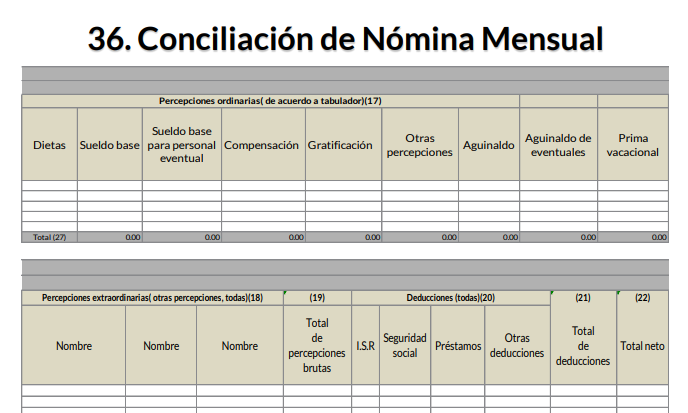 36. Conciliación de Nómina Mensual
Percepciones ordinarias( de acuerdo a tabulador)(17)
Dietas Sueldo base Sueldo base para personal eventual Compensación Gratificación Otras percepciones Aguinaldo Aguinaldo de eventuales Prima vacacional
Total (27) 0.00 0.00 0.00 0.00 0.00 0.00 0.00 0.00
Percepciones extraordinarias( otras percepciones, todas)(18) (19) Deducciones (todas)(20) (21) (22)
Nombre Nombre Nombre Total de percepciones brutas I.S.R Seguridad social Préstamos Otras deducciones Total de deducciones Total neto